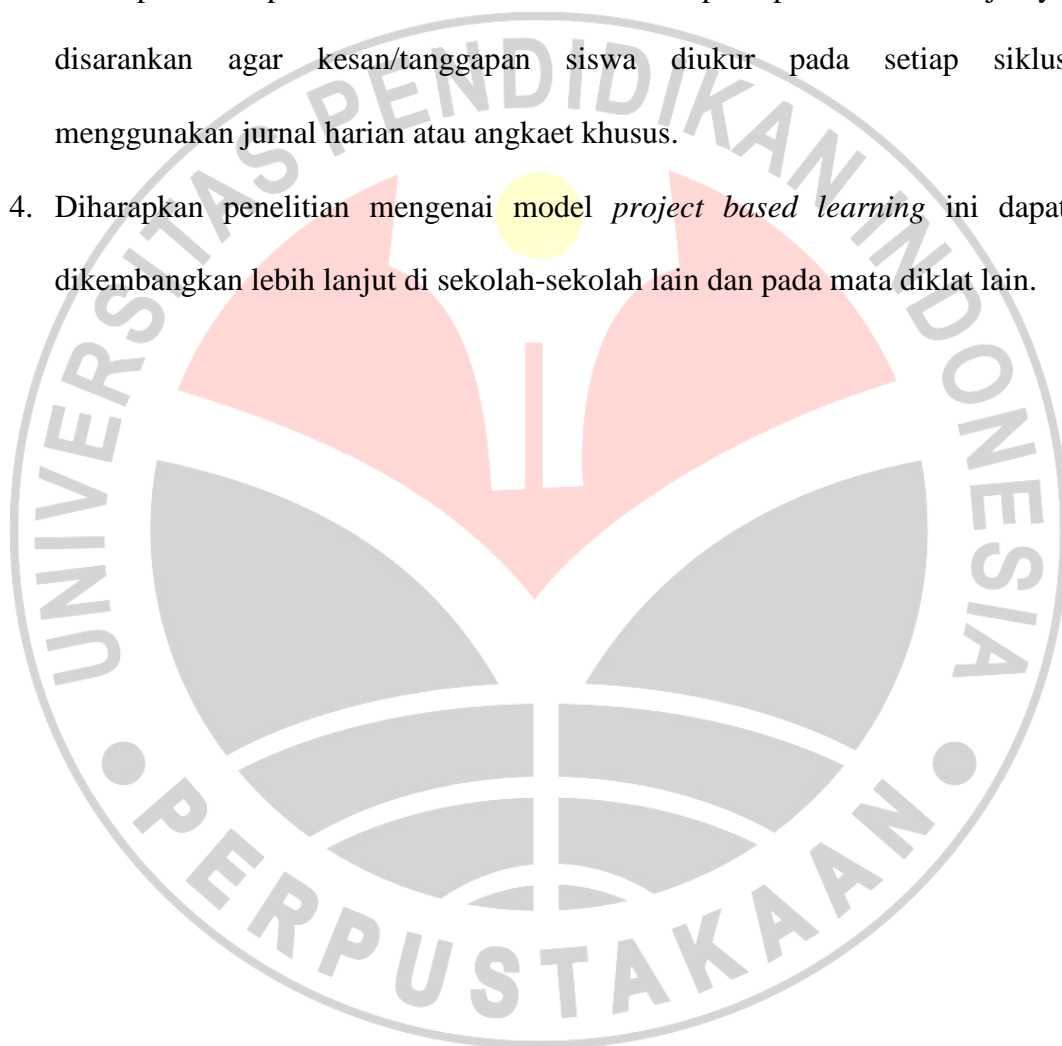 disarankan agar kesan/tanggapan siswa diukur pada setiap siklus
menggunakan jurnal harian atau angkaet khusus.
4. Diharapkan penelitian mengenai model project based learning ini dapat
dikembangkan lebih lanjut di sekolah-sekolah lain dan pada mata diklat lain.
UNIVERSITAS PENDIDIKAN INDONESIA
PERPUSTAKAAN